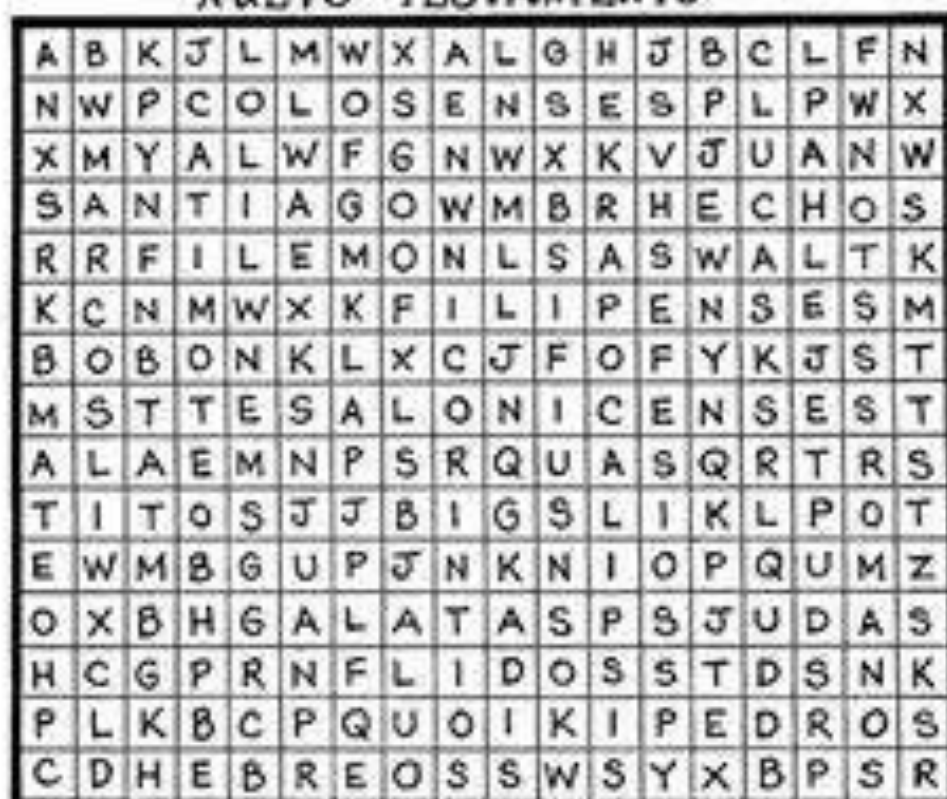 A B K J L M W X A L G H J B C L F N
N W P C O L O S E N S E S P L P W X
X M Y A L W F G N W X K V J U A N W
S A N T I A G O W M B R H E C H O S
R R F I L E M O N L S A S W A L T K
K C N M W X K F I L I P E N S E S M
B O B O N K L X C J F O F Y K J S T
M S T T E S A L O N I C E N S E S T
A L A E M N P S R Q U A S Q R T R S
T I T O S J J B I G S L I K L P O T
E W M B G U P J N K N I O P Q U M Z
O X B H G A L A T A S P S J U D A S
H C G P R N F L I D O S S T D S N K
P L K B C P Q U O I K I P E D R O S
C D H E B R E O S S W S Y X B P S R